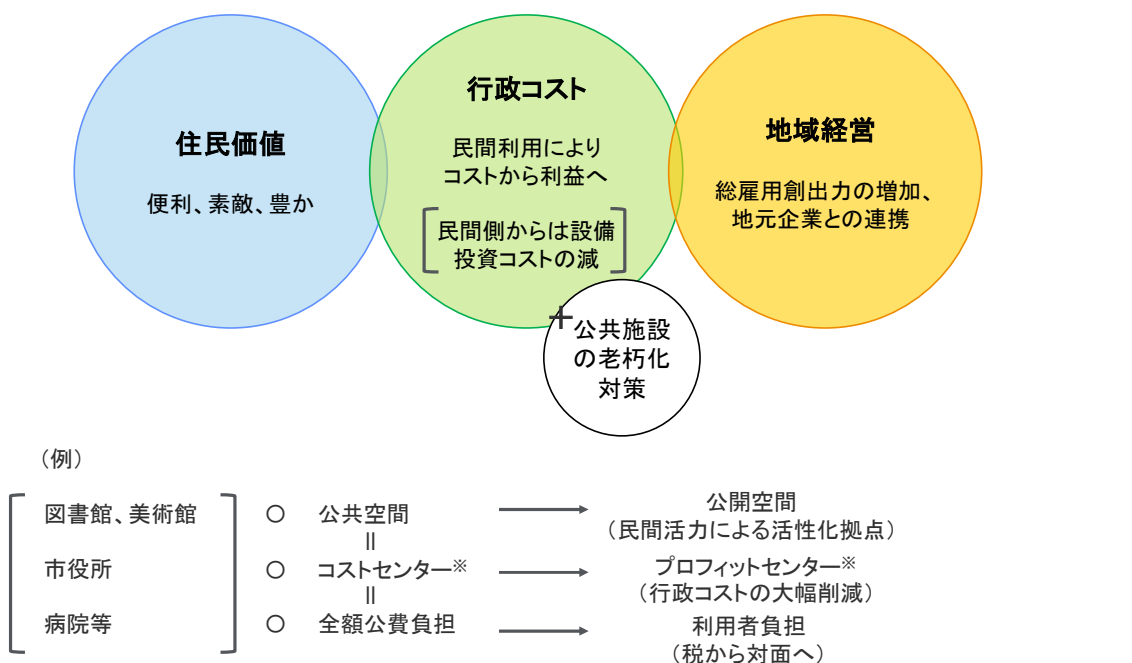 住民価値
便利、素敵、豊か
行政コスト
民間利用により
コストから利益へ
民間側からは設備
投資コストの減
地域経営
総雇用創出力の増加、
地元企業との連携
+
公共施設
の老朽化
対策
（例）
図書館、美術館
市役所
病院等
○ 公共空間
||
○ コストセンター※
||
○ 全額公費負担
公開空間
（民間活力による活性化拠点）
プロフィットセンター※
（行政コストの大幅削減）
利用者負担
（税から対面へ）